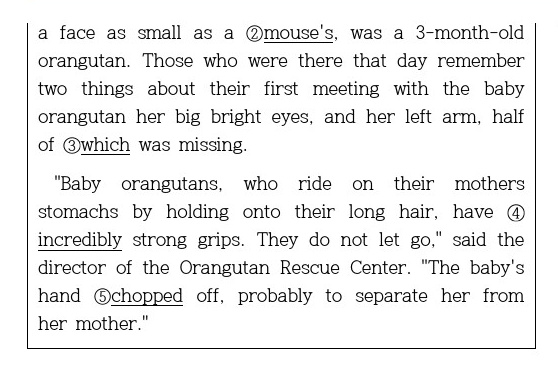 a face as small as a ②mouse's, was a 3-month-old
orangutan. Those who were there that day remember
two things about their first meeting with the baby
orangutan her big bright eyes, and her left arm, half
of ③which was missing.
"Baby orangutans, who ride on their mothers
stomachs by holding onto their long hair, have ④
incredibly strong grips. They do not let go," said the
director of the Orangutan Rescue Center. "The baby's
hand ⑤chopped off, probably to separate her from
her mother."